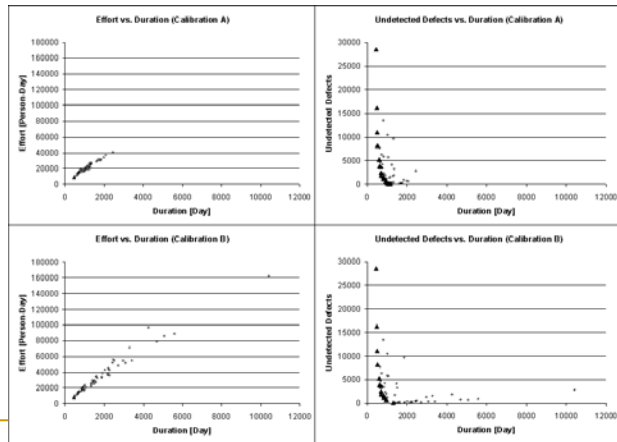 Effort vs. Duration (Calibration A)
Effort [Person-Day]
180000
160000
140000
120000
100000
80000
60000
40000
20000
0
0 2000 4000 6000 8000 10000 12000
Duration [Day]
Undetected Defects vs. Duration (Calibration A)
Undetected Defects
30000
25000
20000
15000
10000
5000
0
0 2000 4000 6000 8000 10000 12000
Duration [Day]
Effort vs. Duration (Calibration B)
Effort [Person-Day]
180000
160000
140000
120000
100000
80000
60000
40000
20000
0
0 2000 4000 6000 8000 10000 12000
Duration [Day]
Undetected Defects vs. Duration (Calibration B)
Undetected Defects
30000
25000
20000
15000
10000
5000
0
0 2000 4000 6000 8000 10000 12000
Duration [Day]